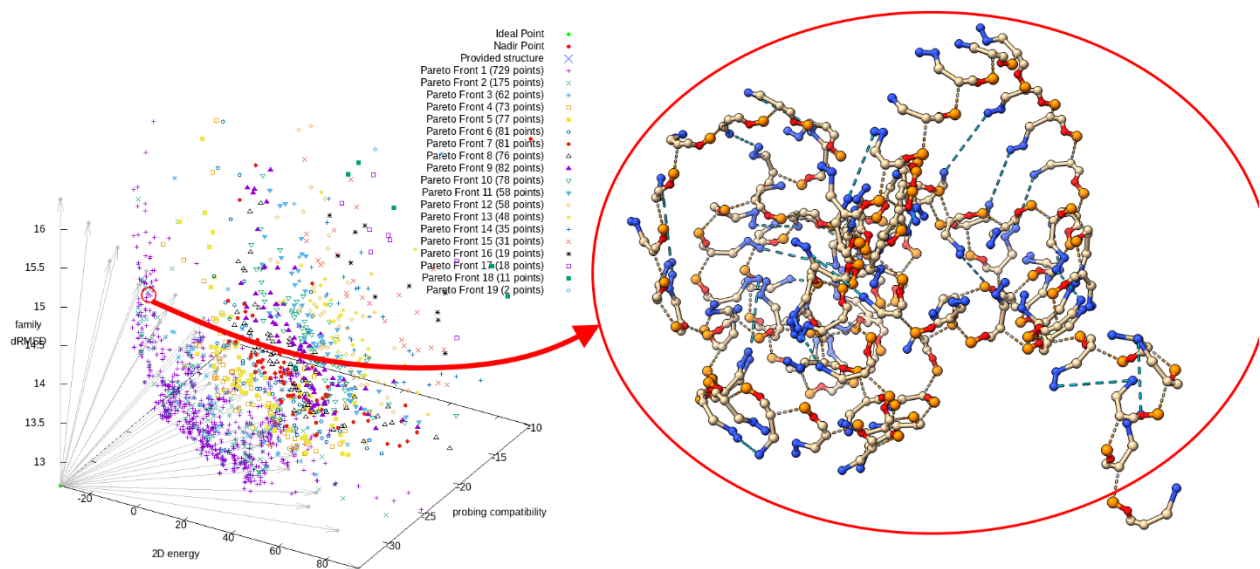 Ideal Point
Nadir Point
Provided structure
Pareto Front 1 (729 points)
Pareto Front 2 (175 points)
Pareto Front 3 (62 points)
Pareto Front 4 (73 points)
Pareto Front 5 (77 points)
Pareto Front 6 (81 points)
Pareto Front 7 (81 points)
Pareto Front 8 (76 points)
Pareto Front 9 (82 points)
Pareto Front 10 (78 points)
Pareto Front 11 (58 points)
Pareto Front 12 (58 points)
Pareto Front 13 (48 points)
Pareto Front 14 (35 points)
Pareto Front 15 (31 points)
Pareto Front 16 (19 points)
Pareto Front 17 (18 points)
Pareto Front 18 (11 points)
Pareto Front 19 (2 points)
16
15.5
15
family
dRMSD
14.5
14
13.5
13
-20
0
20
40
60
80
2D energy
-10
-15
-20
-25
-30
probing compatibility